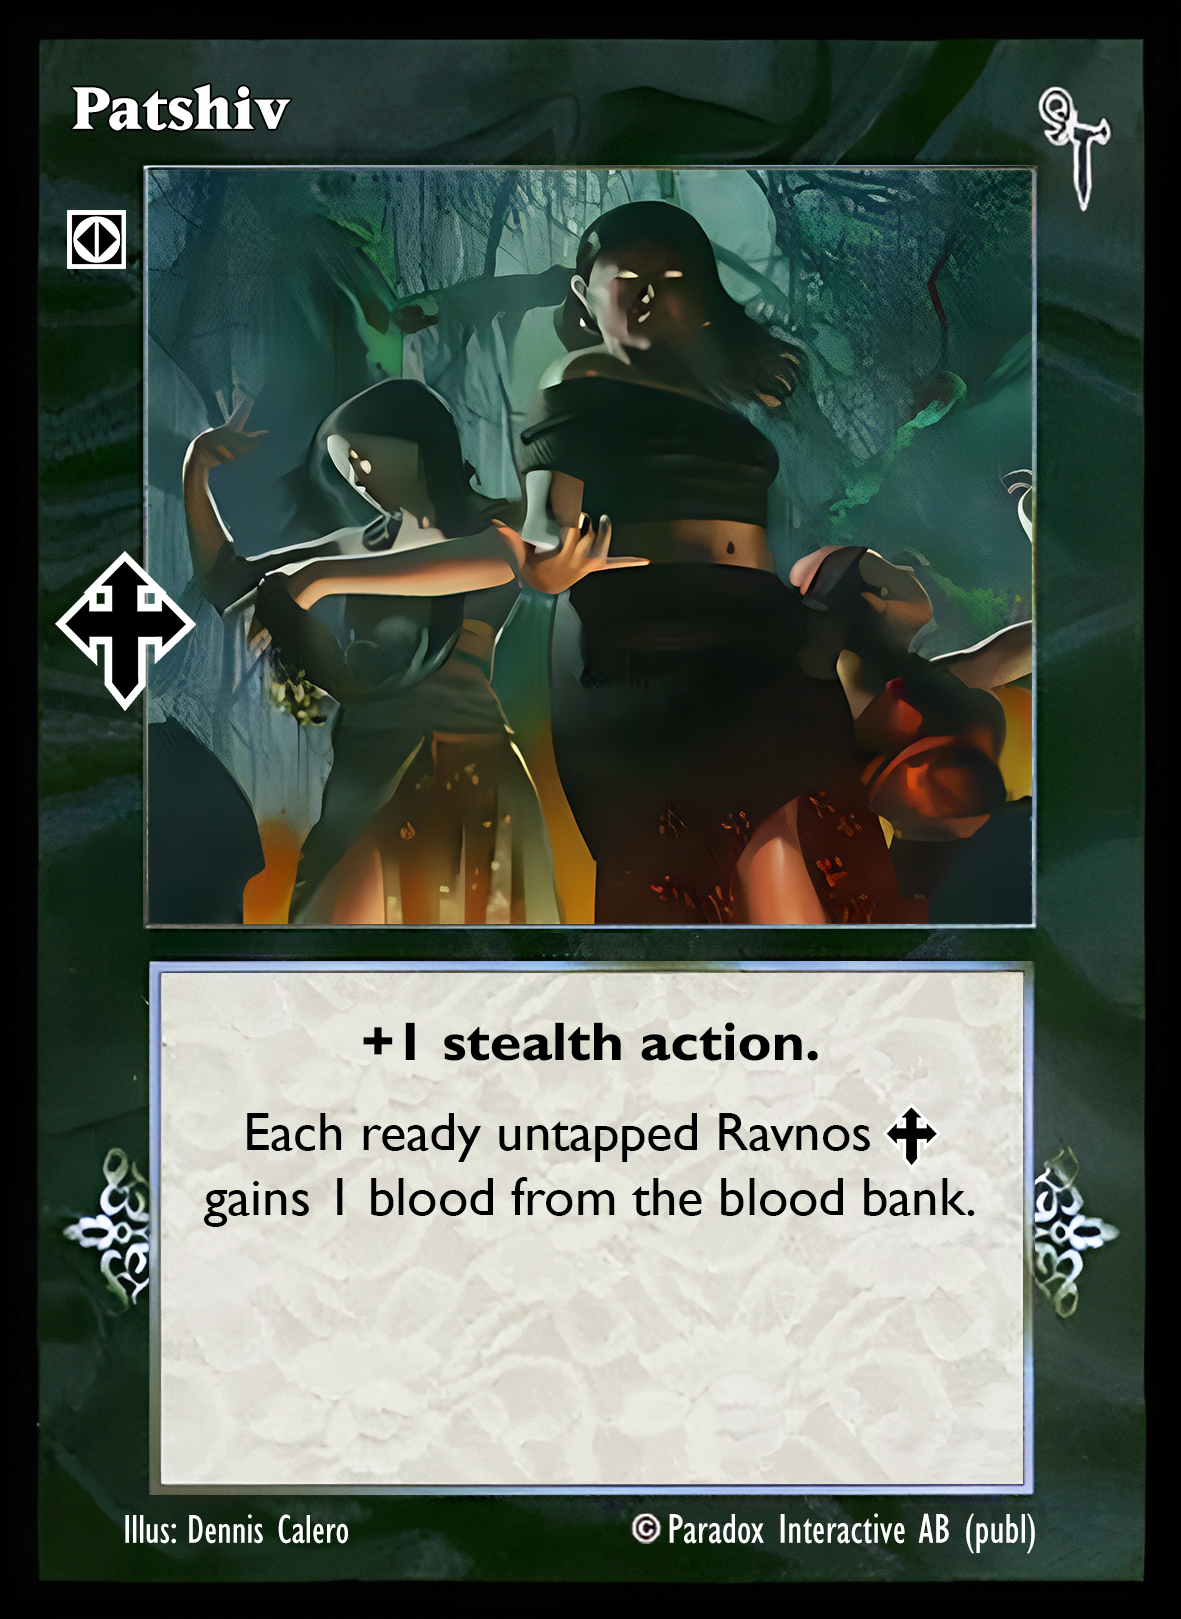 Patshiv
+1 stealth action.
Each ready untapped Ravnos
gains 1 blood from the blood bank.
Illus: Dennis Calero
© Paradox Interactive AB (publ)